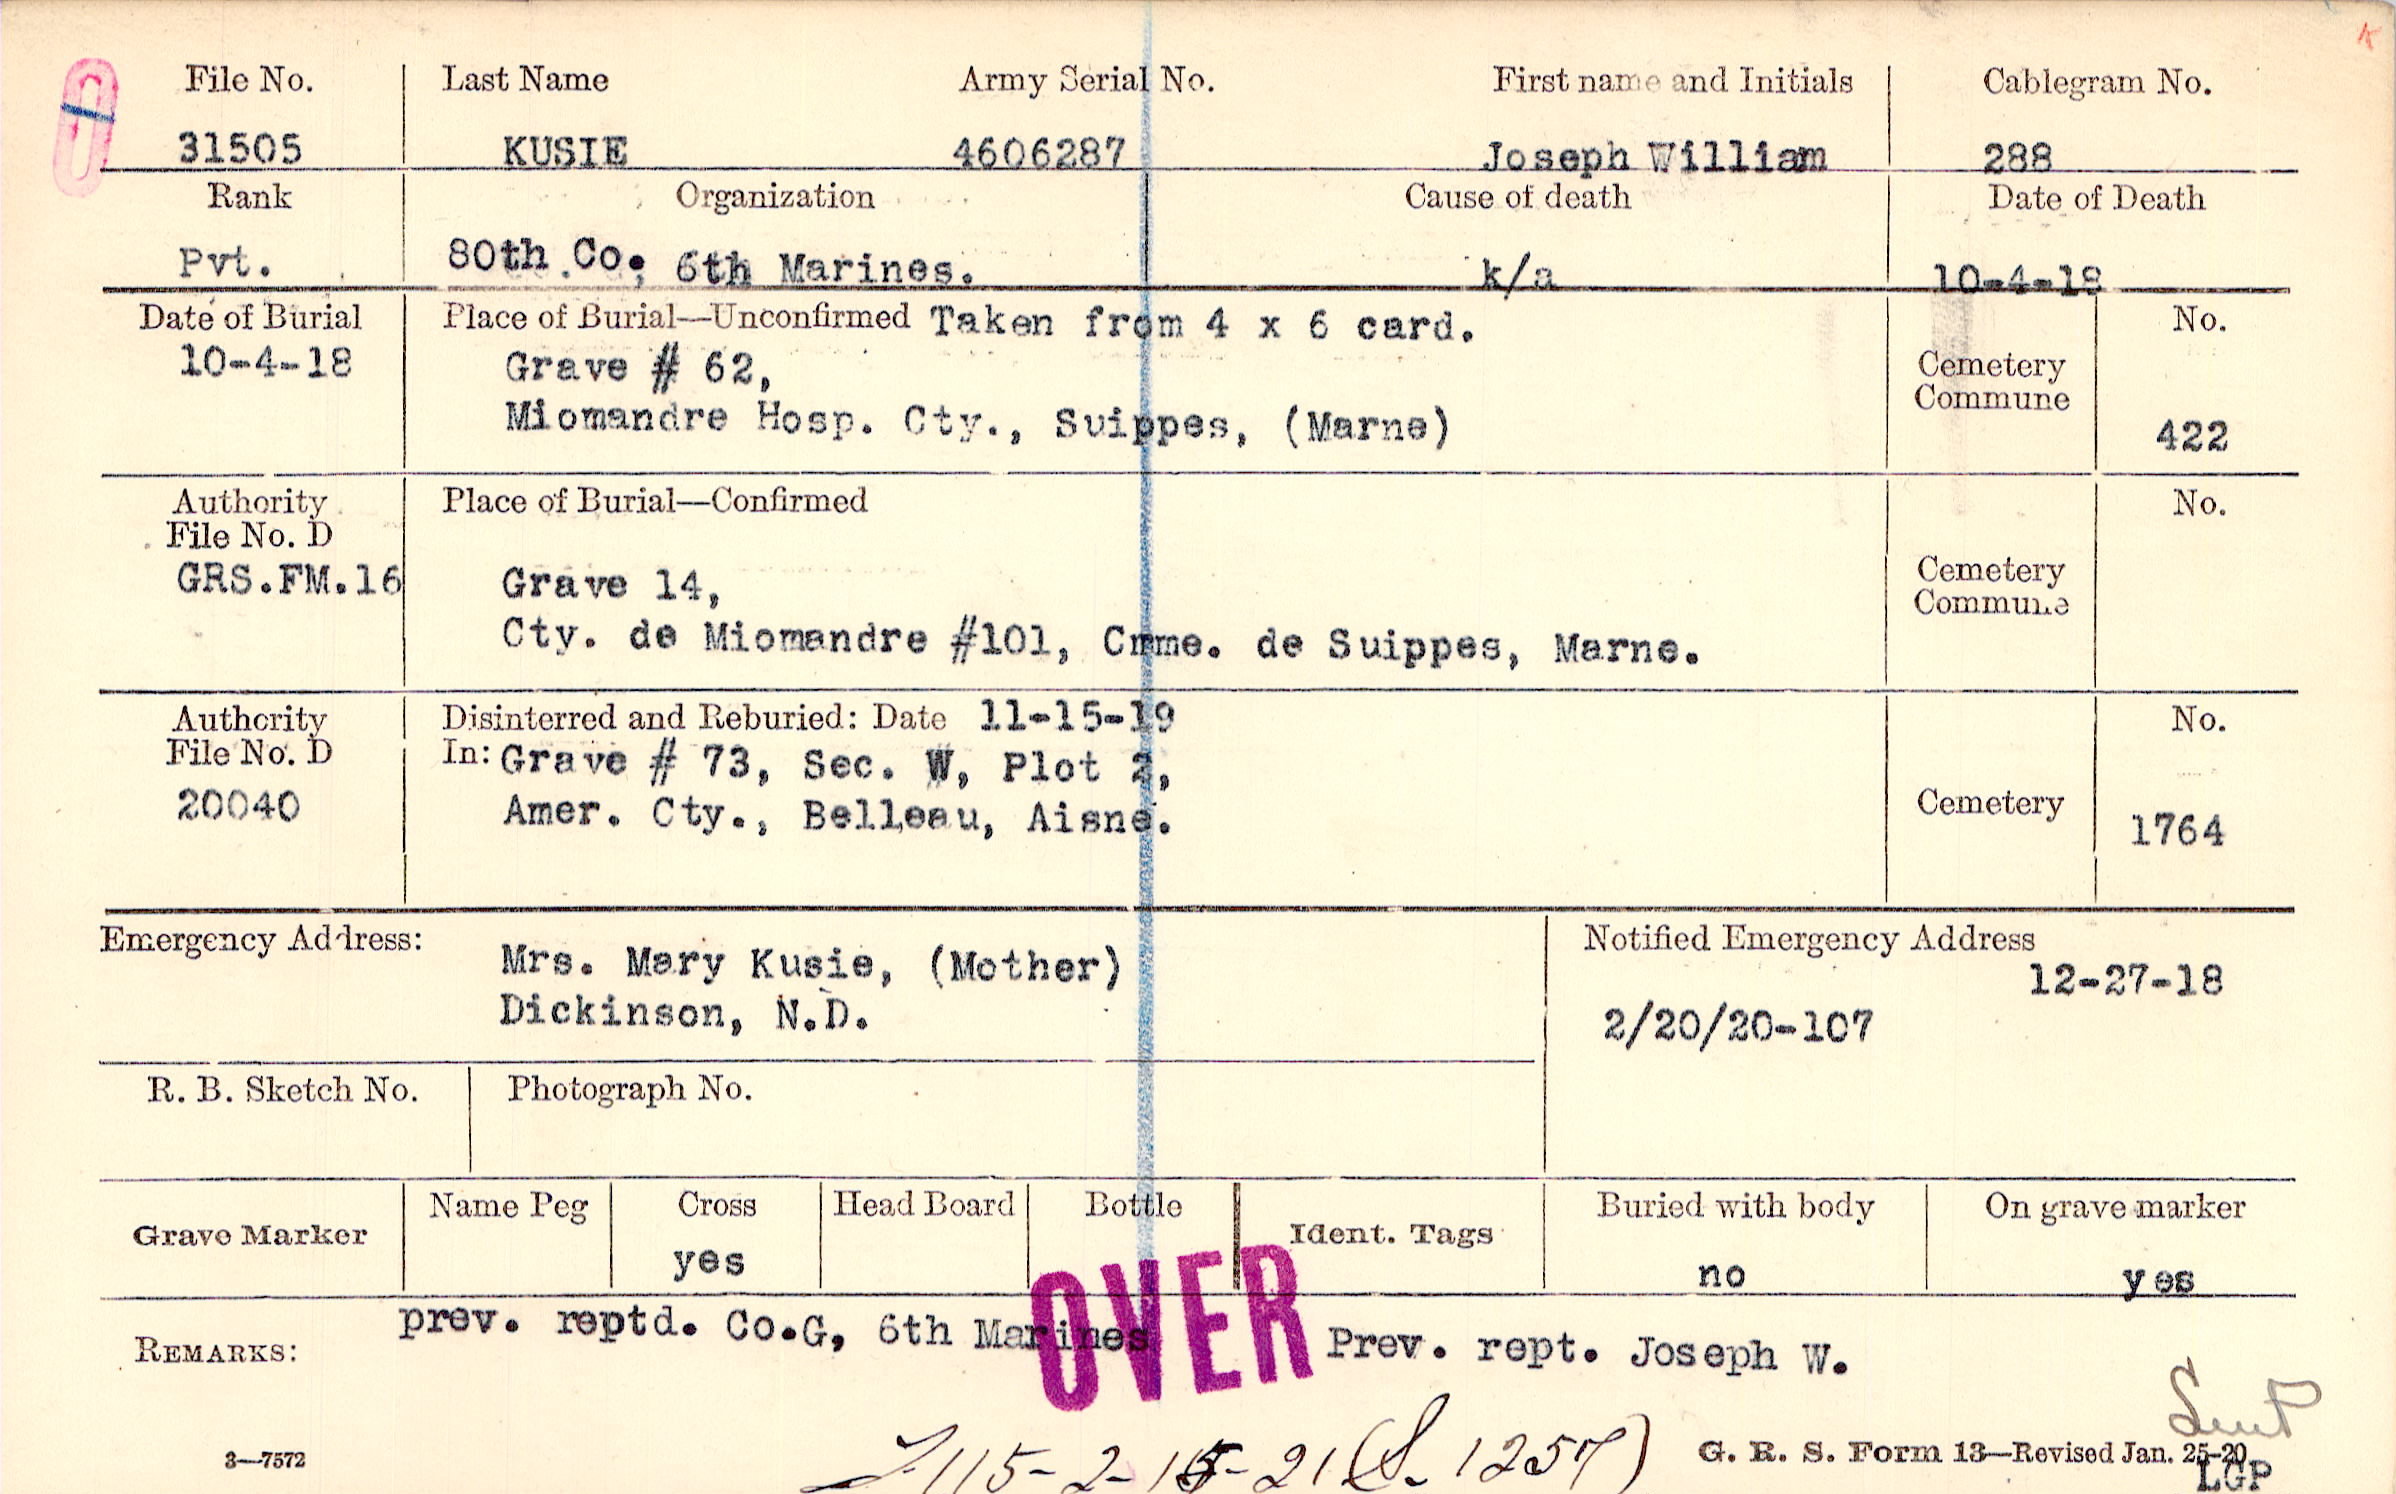 K
File No. Last Name Army Serial No. First name and Initials Cablegram No.
31505 KUSIE 4606287 Joseph William 288
Rank Organization Cause of death Date of Death
Pvt. 80th Co., 6th Marines. k/a 10-4-18
Date of Burial Place of Burial—Unconfirmed Taken from 4 x 6 card. No.
10-4-18 Grave # 62, Cemetery
Commune
Miomandre Hosp. Cty., Suippes, (Marne) 422
Authority Place of Burial—Confirmed No.
File No. D
GRS.FM.16 Grave 14, Cemetery
Commune
Cty. de Miomandre #101, Cmme. de Suippes, Marne.
Authority Disinterred and Reburied: Date 11-15-19 No.
File No. D In: Grave # 73, Sec. W, Plot 2,
20040 Amer. Cty., Belleau, Aisne. Cemetery 1764
Emergency Address: Mrs. Mary Kusie, (Mother) Notified Emergency Address
12-27-18
Dickinson, N.D. 2/20/20-107
R. B. Sketch No. Photograph No.
Grave Marker Name Peg Cross Head Board Bottle Ident. Tags Buried with body On grave marker
yes no yes
OVER
REMARKS: prev. reptd. Co.G, 6th Marines Prev. rept. Joseph W.
115-2-15-21 (S. 1257)
3—7572 G. R. S. Form 13—Revised Jan. 25-20
LGP